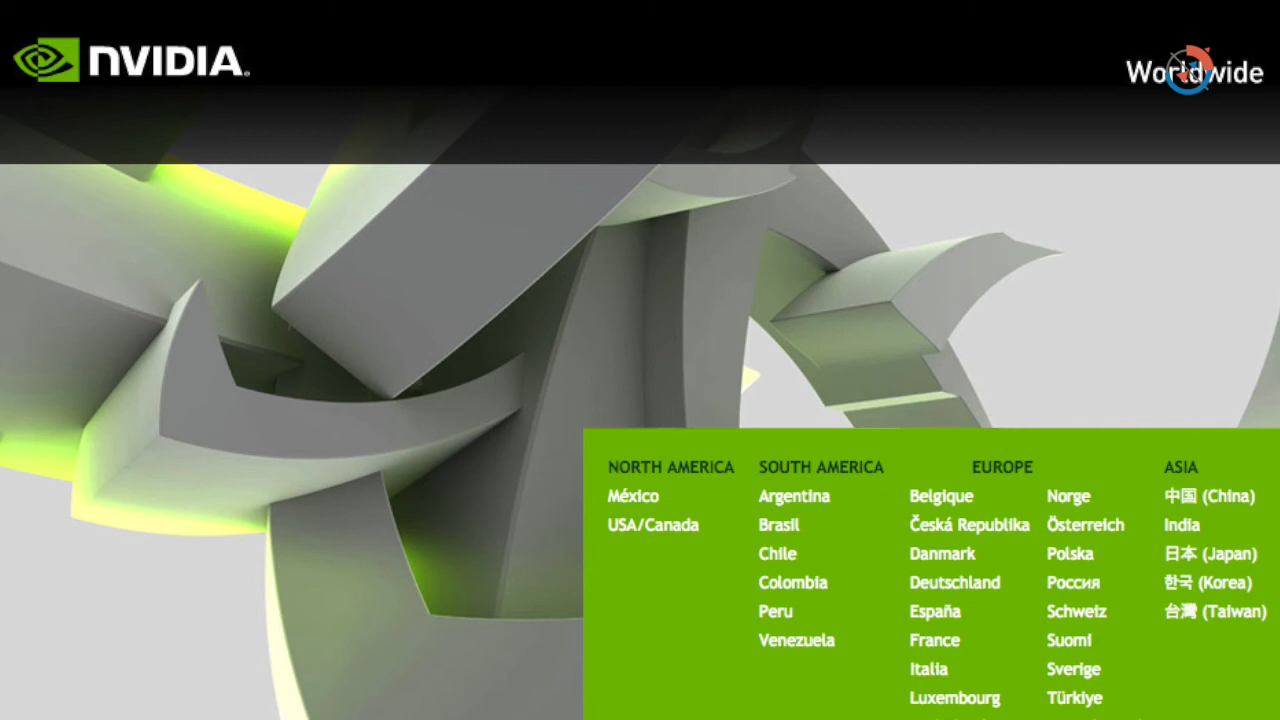 NVIDIA.
Worldwide
NORTH AMERICA
México
USA/Canada
SOUTH AMERICA
Argentina
Brasil
Chile
Colombia
Peru
Venezuela
EUROPE
Belgique
Česká Republika
Danmark
Deutschland
España
France
Italia
Luxembourg
Norge
Österreich
Polska
Россия
Schweiz
Suomi
Sverige
Türkiye
ASIA
中国 (China)
India
日本 (Japan)
한국 (Korea)
台灣 (Taiwan)